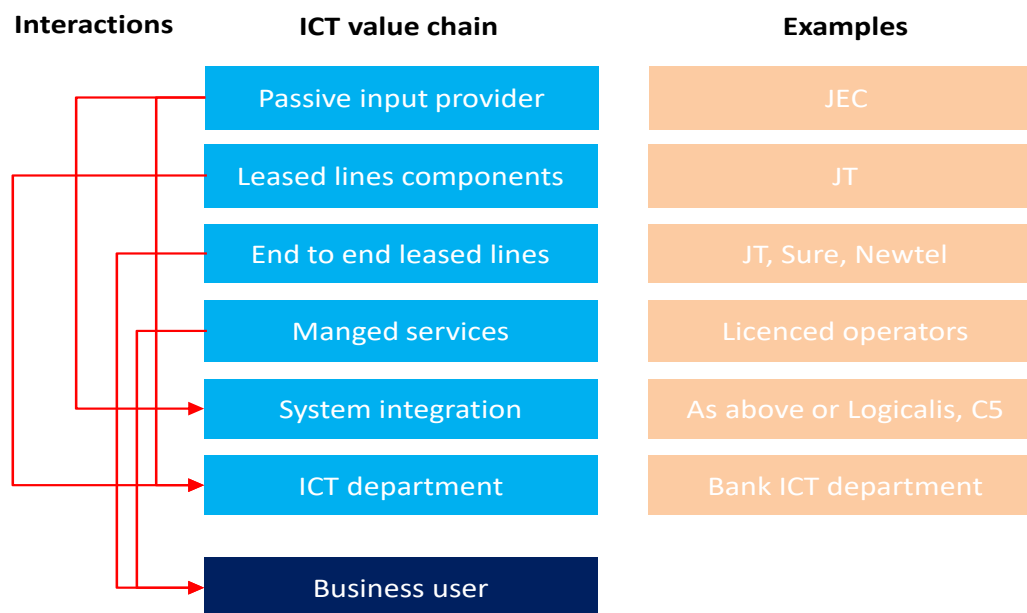 Interactions ICT value chain Examples
Passive input provider JEC
Leased lines components JT
End to end leased lines JT, Sure, Newtel
Manged services Licenced operators
System integration As above or Logicalis, C5
ICT department Bank ICT department
Business user